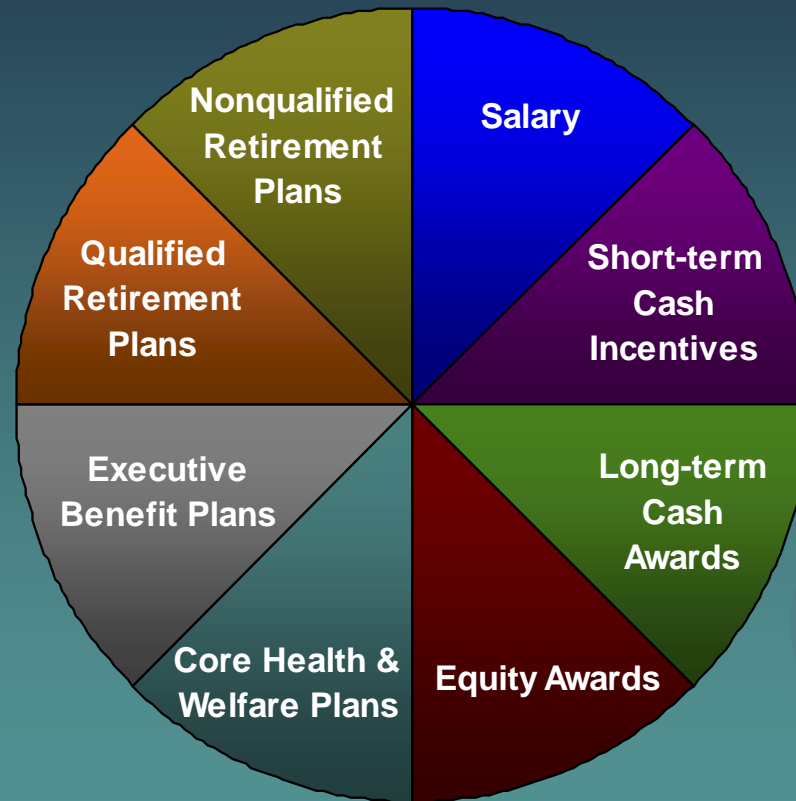 Salary
Short-term
Cash
Incentives
Long-term
Cash
Awards
Equity Awards
Core Health &
Welfare Plans
Executive
Benefit Plans
Qualified
Retirement
Plans
Nonqualified
Retirement
Plans